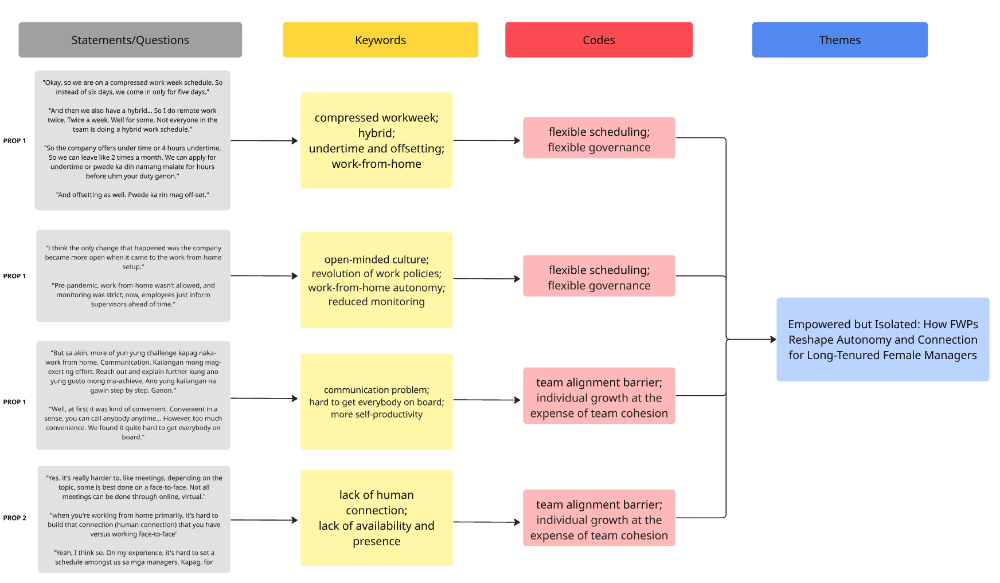 Statements/Questions
Keywords
Codes
Themes
PROP 1
"Okay, so we are on a compressed work week schedule. So
instead of six days, we come in only for five days."
"And then we also have a hybrid... So I do remote work
twice. Twice a week. Well for some. Not everyone in the
team is doing a hybrid work schedule."
"So the company offers under time or 4 hours undertime.
So we can leave like 2 times a month. We can apply for
undertime or pwede ka din namang malate for hours
before uhm your duty ganon."
"And offsetting as well. Pwede ka rin mag off-set."
compressed workweek;
hybrid;
undertime and offsetting;
work-from-home
flexible scheduling;
flexible governance
PROP 1
"I think the only change that happened was the company
became more open when it came to the work-from-home
setup."
"Pre-pandemic, work-from-home wasn't allowed, and
monitoring was strict; now, employees just inform
supervisors ahead of time."
open-minded culture;
revolution of work policies;
work-from-home autonomy;
reduced monitoring
flexible scheduling;
flexible governance
PROP 1
"But sa akin, more of yun yung challenge kapag naka-
work from home. Communication. Kailangan mong mag-
exert ng effort. Reach out and explain further kung ano
yung gusto mong ma-achieve. Ano yung kailangan na
gawin step by step. Ganon."
"Well, at first it was kind of convenient. Convenient in a
sense, you can call anybody anytime... However, too much
convenience. We found it quite hard to get everybody on
board."
communication problem;
hard to get everybody on board;
more self-productivity
team alignment barrier;
individual growth at the
expense of team cohesion
PROP 2
"Yes. it's really harder to, like meetings, depending on the
topic, some is best done on a face-to-face. Not all
meetings can be done through online, virtual."
"when you're working from home primarily, it's hard to
build that connection (human connection) that you have
versus working face-to-face"
"Yeah, I think so. On my experience, it's hard to set a
schedule amongst us sa mga managers. Kapag, for
lack of human
connection;
lack of availability and
presence
team alignment barrier;
individual growth at the
expense of team cohesion
Empowered but Isolated: How FWPs
Reshape Autonomy and Connection
for Long-Tenured Female Managers